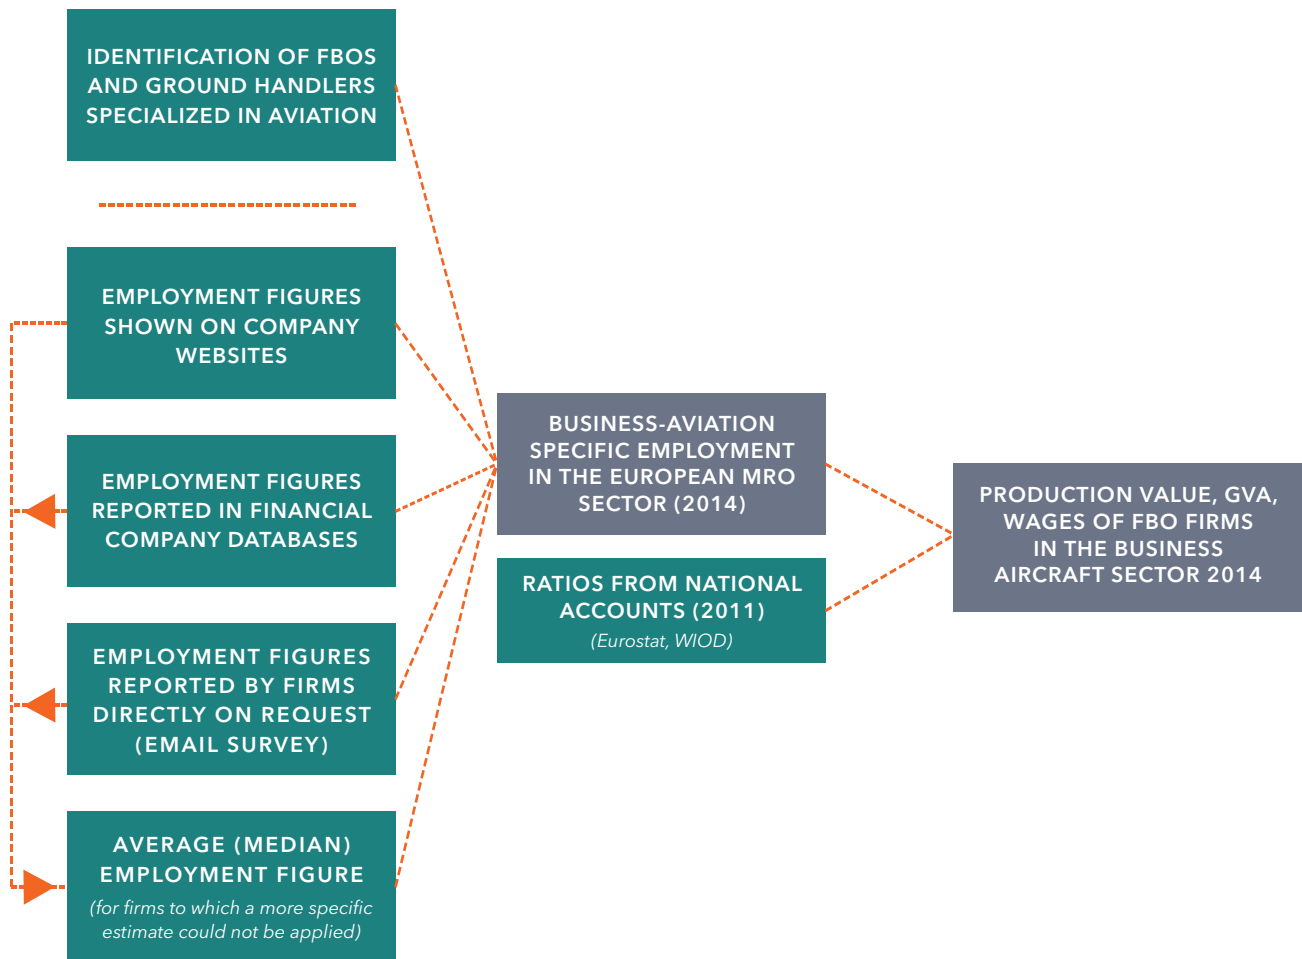 IDENTIFICATION OF FBOS
AND GROUND HANDLERS
SPECIALIZED IN AVIATION
EMPLOYMENT FIGURES
SHOWN ON COMPANY
WEBSITES
EMPLOYMENT FIGURES
REPORTED IN FINANCIAL
COMPANY DATABASES
EMPLOYMENT FIGURES
REPORTED BY FIRMS
DIRECTLY ON REQUEST
(EMAIL SURVEY)
AVERAGE (MEDIAN)
EMPLOYMENT FIGURE
(for firms to which a more specific
estimate could not be applied)
BUSINESS-AVIATION
SPECIFIC EMPLOYMENT
IN THE EUROPEAN MRO
SECTOR (2014)
RATIOS FROM NATIONAL
ACCOUNTS (2011)
(Eurostat, WIOD)
PRODUCTION VALUE, GVA,
WAGES OF FBO FIRMS
IN THE BUSINESS
AIRCRAFT SECTOR 2014